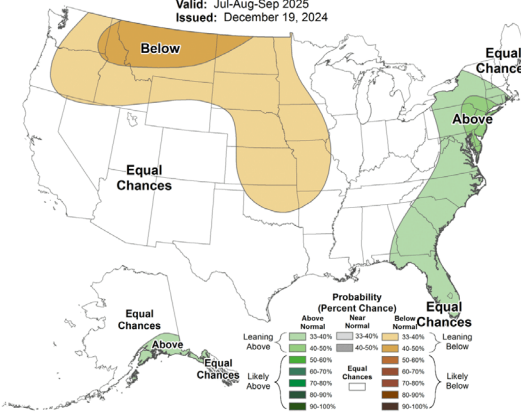 Valid: Jul-Aug-Sep 2025
Issued: December 19, 2024
Below
Equal
Chances
Above
Equal
Chances
Equal
Chances
Equal
Chances
Above
Equal
Chances
Probability
(Percent Chance)
Above
Normal
Near
Normal
Below
Normal
Leaning
Above
33-40%
40-50%
Likely
Above
50-60%
60-70%
70-80%
80-90%
90-100%
33-40%
40-50%
Equal
Chances
33-40%
40-50%
Leaning
Below
50-60%
60-70%
70-80%
80-90%
90-100%
Likely
Below